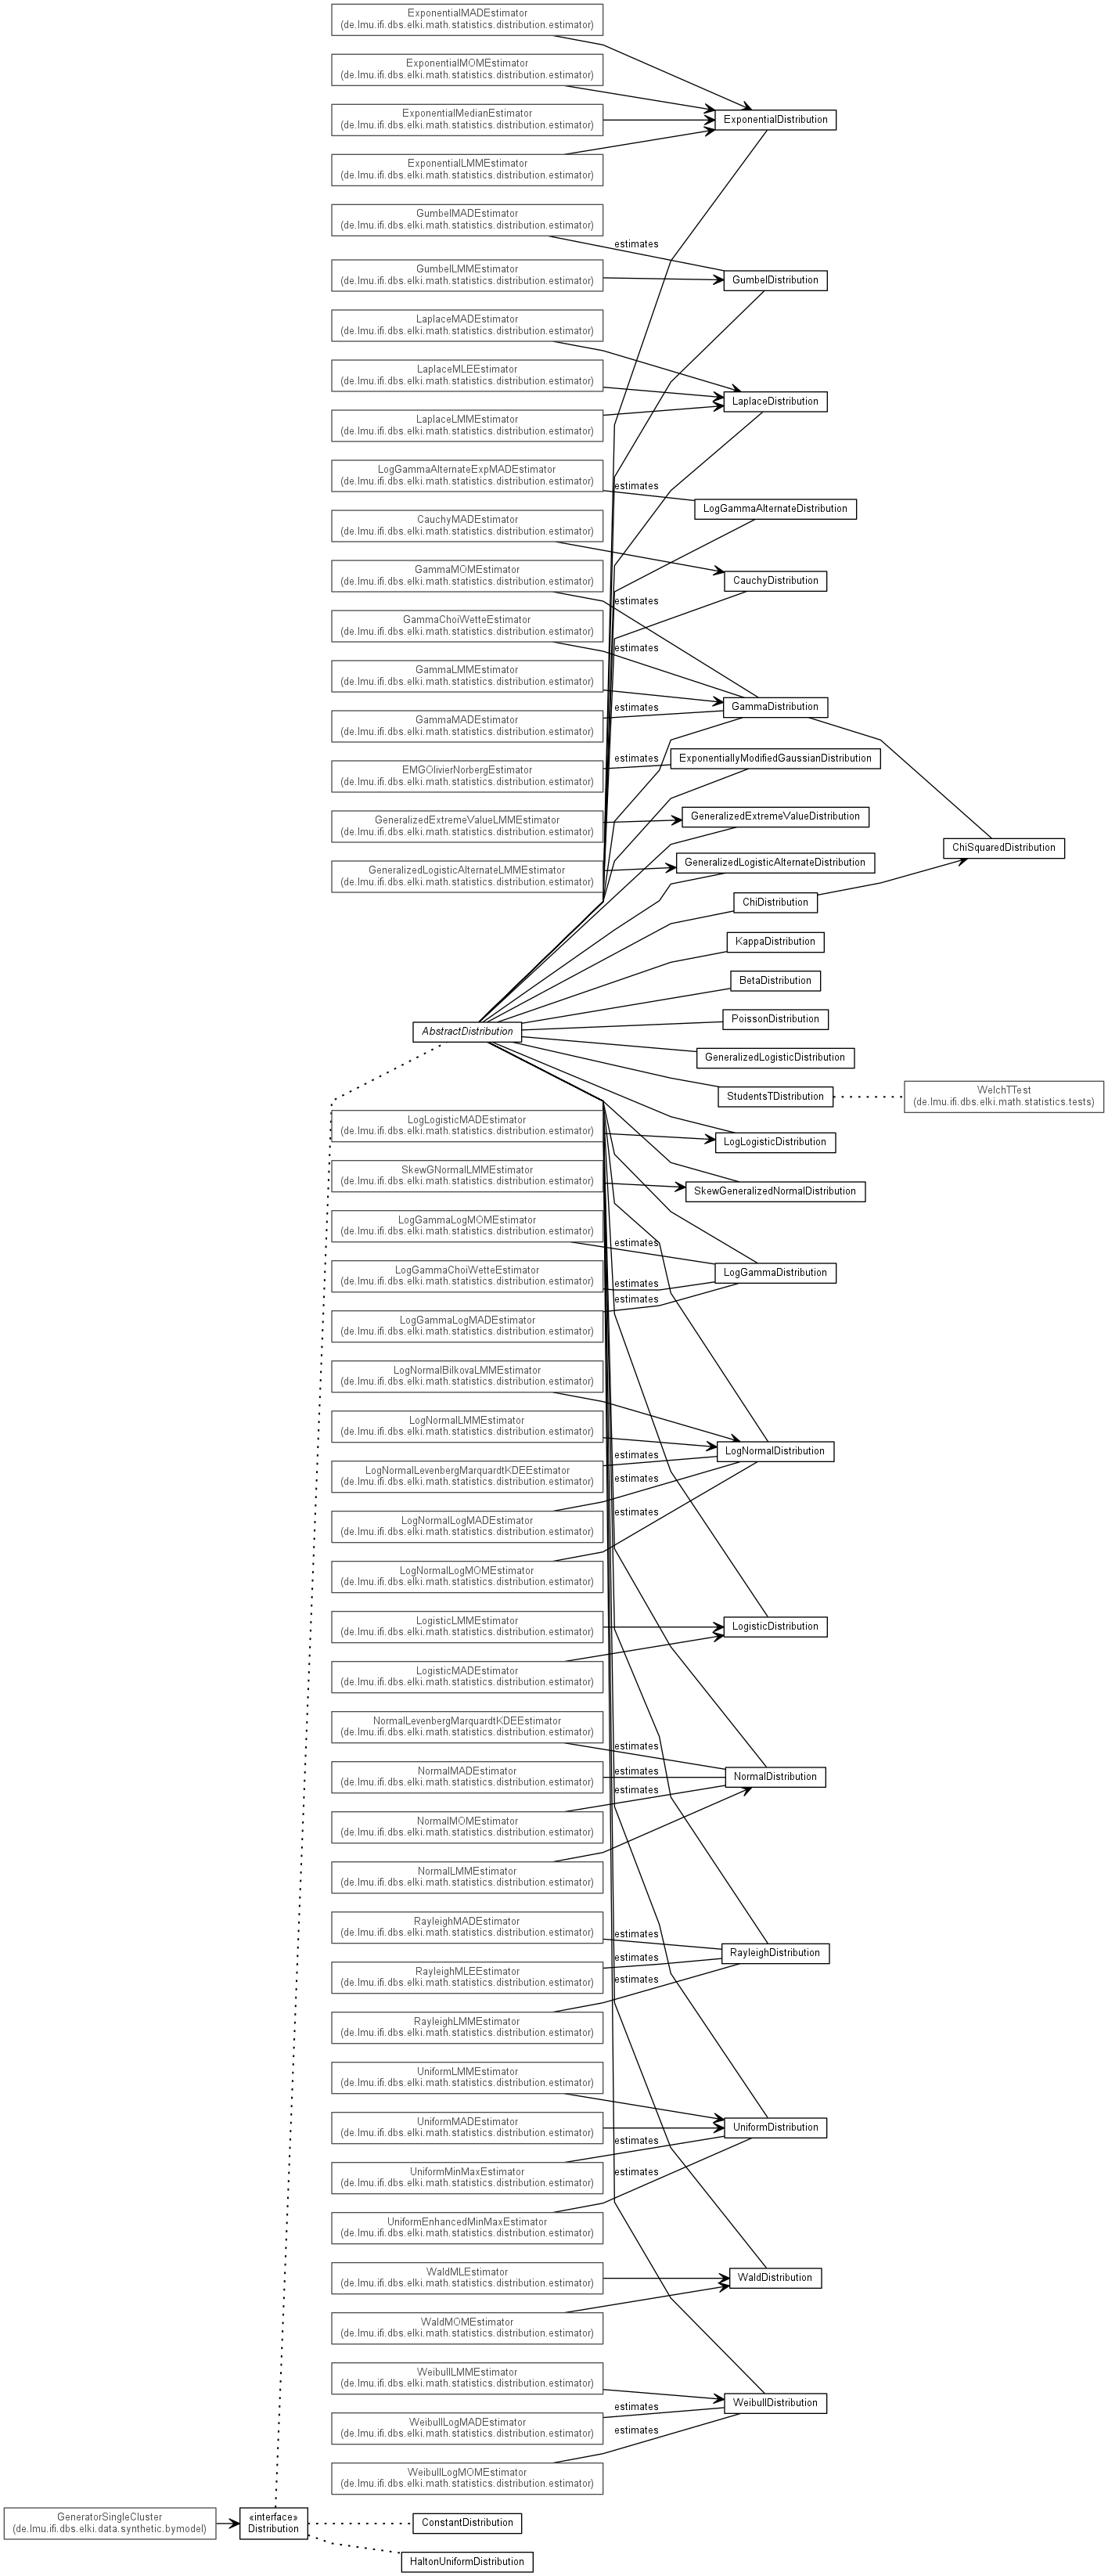 ExponentialMADEstimator
(de.lmu.ifi.dbs.elki.math.statistics.distribution.estimator)
ExponentialMOMEstimator
(de.lmu.ifi.dbs.elki.math.statistics.distribution.estimator)
ExponentialMedianEstimator
(de.lmu.ifi.dbs.elki.math.statistics.distribution.estimator)
ExponentialDistribution
ExponentialLMMEstimator
(de.lmu.ifi.dbs.elki.math.statistics.distribution.estimator)
GumbelMADEstimator
(de.lmu.ifi.dbs.elki.math.statistics.distribution.estimator)
estimates
GumbelLMMEstimator
(de.lmu.ifi.dbs.elki.math.statistics.distribution.estimator)
GumbelDistribution
LaplaceMADEstimator
(de.lmu.ifi.dbs.elki.math.statistics.distribution.estimator)
LaplaceMLEEstimator
(de.lmu.ifi.dbs.elki.math.statistics.distribution.estimator)
LaplaceDistribution
LaplaceLMMEstimator
(de.lmu.ifi.dbs.elki.math.statistics.distribution.estimator)
LogGammaAlternateExpMADEstimator
(de.lmu.ifi.dbs.elki.math.statistics.distribution.estimator)
estimates
LogGammaAlternateDistribution
CauchyMADEstimator
(de.lmu.ifi.dbs.elki.math.statistics.distribution.estimator)
GammaMOMEstimator
(de.lmu.ifi.dbs.elki.math.statistics.distribution.estimator)
CauchyDistribution
estimates
GammaChoiWetteEstimator
(de.lmu.ifi.dbs.elki.math.statistics.distribution.estimator)
estimates
GammaLMMEstimator
(de.lmu.ifi.dbs.elki.math.statistics.distribution.estimator)
estimates
GammaDistribution
GammaMADEstimator
(de.lmu.ifi.dbs.elki.math.statistics.distribution.estimator)
estimates
ExponentiallyModifiedGaussianDistribution
EMGOlivierNorbergEstimator
(de.lmu.ifi.dbs.elki.math.statistics.distribution.estimator)
GeneralizedExtremeValueLMMEstimator
(de.lmu.ifi.dbs.elki.math.statistics.distribution.estimator)
GeneralizedExtremeValueDistribution
ChiSquaredDistribution
GeneralizedLogisticAlternateLMMEstimator
(de.lmu.ifi.dbs.elki.math.statistics.distribution.estimator)
GeneralizedLogisticAlternateDistribution
ChiDistribution
KappaDistribution
BetaDistribution
PoissonDistribution
AbstractDistribution
GeneralizedLogisticDistribution
StudentsTDistribution
WelchTTest
(de.lmu.ifi.dbs.elki.math.statistics.tests)
LogLogisticMADEstimator
(de.lmu.ifi.dbs.elki.math.statistics.distribution.estimator)
LogLogisticDistribution
SkewGNormalLMMEstimator
(de.lmu.ifi.dbs.elki.math.statistics.distribution.estimator)
SkewGeneralizedNormalDistribution
LogGammaLogMOMEstimator
(de.lmu.ifi.dbs.elki.math.statistics.distribution.estimator)
estimates
LogGammaChoiWetteEstimator
(de.lmu.ifi.dbs.elki.math.statistics.distribution.estimator)
LogGammaDistribution
estimates
estimates
LogGammaLogMADEstimator
(de.lmu.ifi.dbs.elki.math.statistics.distribution.estimator)
LogNormalBilkovaLMMEstimator
(de.lmu.ifi.dbs.elki.math.statistics.distribution.estimator)
LogNormalLMMEstimator
(de.lmu.ifi.dbs.elki.math.statistics.distribution.estimator)
LogNormalDistribution
estimates
LogNormalLevenbergMarquardtKDEEstimator
(de.lmu.ifi.dbs.elki.math.statistics.distribution.estimator)
estimates
LogNormalLogMADEstimator
(de.lmu.ifi.dbs.elki.math.statistics.distribution.estimator)
estimates
LogNormalLogMOMEstimator
(de.lmu.ifi.dbs.elki.math.statistics.distribution.estimator)
LogisticLMMEstimator
(de.lmu.ifi.dbs.elki.math.statistics.distribution.estimator)
LogisticDistribution
LogisticMADEstimator
(de.lmu.ifi.dbs.elki.math.statistics.distribution.estimator)
NormalLevenbergMarquardtKDEEstimator
(de.lmu.ifi.dbs.elki.math.statistics.distribution.estimator)
estimates
NormalMADEstimator
(de.lmu.ifi.dbs.elki.math.statistics.distribution.estimator)
estimates
NormalDistribution
estimates
NormalMOMEstimator
(de.lmu.ifi.dbs.elki.math.statistics.distribution.estimator)
NormalLMMEstimator
(de.lmu.ifi.dbs.elki.math.statistics.distribution.estimator)
RayleighMADEstimator
(de.lmu.ifi.dbs.elki.math.statistics.distribution.estimator)
estimates
RayleighDistribution
estimates
RayleighMLEEstimator
(de.lmu.ifi.dbs.elki.math.statistics.distribution.estimator)
estimates
RayleighLMMEstimator
(de.lmu.ifi.dbs.elki.math.statistics.distribution.estimator)
UniformLMMEstimator
(de.lmu.ifi.dbs.elki.math.statistics.distribution.estimator)
UniformMADEstimator
(de.lmu.ifi.dbs.elki.math.statistics.distribution.estimator)
UniformDistribution
estimates
UniformMinMaxEstimator
(de.lmu.ifi.dbs.elki.math.statistics.distribution.estimator)
estimates
UniformEnhancedMinMaxEstimator
(de.lmu.ifi.dbs.elki.math.statistics.distribution.estimator)
WaldMLEstimator
(de.lmu.ifi.dbs.elki.math.statistics.distribution.estimator)
WaldDistribution
WaldMOMEstimator
(de.lmu.ifi.dbs.elki.math.statistics.distribution.estimator)
WeibullLMMEstimator
(de.lmu.ifi.dbs.elki.math.statistics.distribution.estimator)
WeibullDistribution
estimates
WeibullLogMADEstimator
(de.lmu.ifi.dbs.elki.math.statistics.distribution.estimator)
estimates
WeibullLogMOMEstimator
(de.lmu.ifi.dbs.elki.math.statistics.distribution.estimator)
GeneratorSingleCluster
(de.lmu.ifi.dbs.elki.data.synthetic.bymodel)
«interface»
Distribution
ConstantDistribution
HaltonUniformDistribution